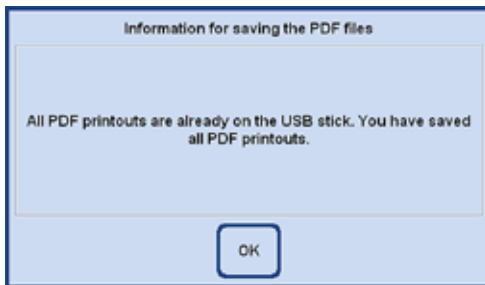 Information for saving the PDF files
All PDF printouts are already on the USB stick. You have saved
all PDF printouts.
OK